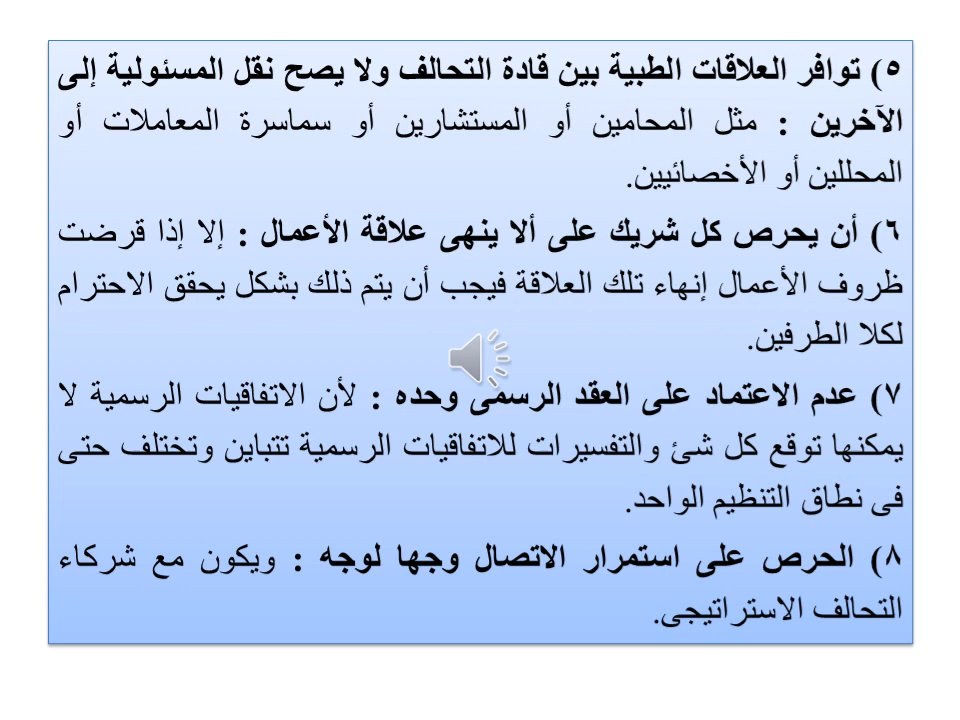 ٥) توافر العلاقات الطبية بين قادة التحالف ولا يصح نقل المسئولية إلى
الآخرين : مثل المحامين أو المستشارين أو سماسرة المعاملات أو
المحللين أو الأخصائيين.
٦) أن يحرص كل شريك على ألا ينهى علاقة الأعمال : إلا إذا قرضت
ظروف الأعمال إنهاء تلك العلاقة فيجب أن يتم ذلك بشكل يحقق الاحترام
لكلا الطرفين.
٧) عدم الاعتماد على العقد الرسمى وحده : لأن الاتفاقيات الرسمية لا
يمكنها توقع كل شئ والتفسيرات للاتفاقيات الرسمية تتباين وتختلف حتى
فى نطاق التنظيم الواحد.
٨) الحرص على استمرار الاتصال وجها لوجه : ويكون مع شركاء
التحالف الاستراتيجى.